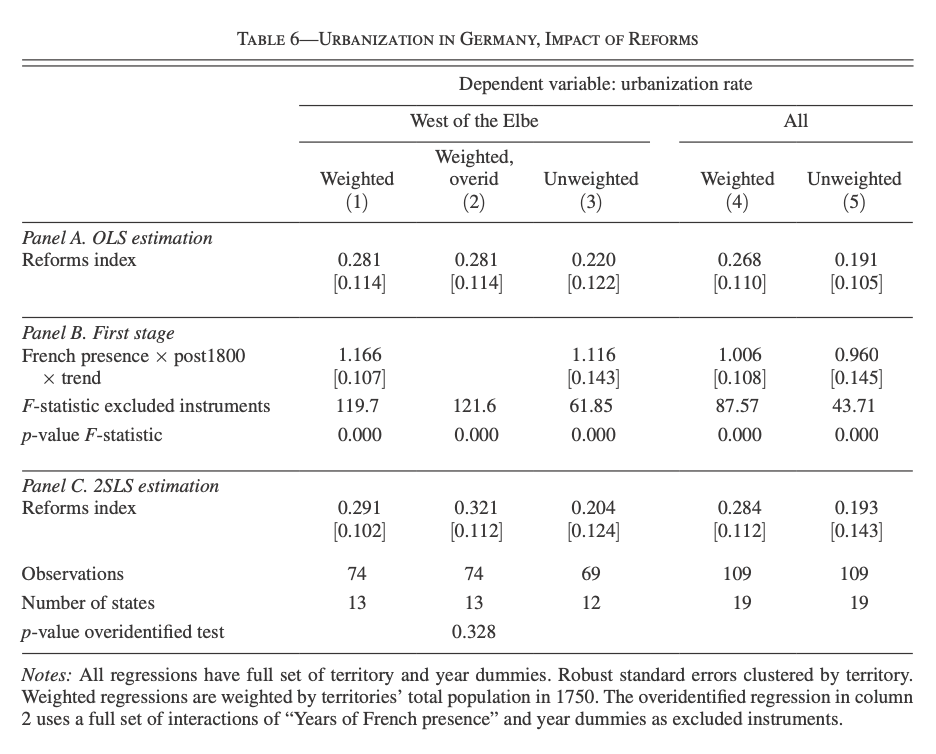 TABLE 6—URBANIZATION IN GERMANY, IMPACT OF REFORMS
Dependent variable: urbanization rate
West of the Elbe All
Weighted Weighted, overid Unweighted Weighted Unweighted
(1) (2) (3) (4) (5)
Panel A. OLS estimation
Reforms index 0.281 0.281 0.220 0.268 0.191
[0.114] [0.114] [0.122] [0.110] [0.105]
Panel B. First stage
French presence × post1800 1.166 1.116 1.006 0.960
× trend [0.107] [0.143] [0.108] [0.145]
F-statistic excluded instruments 119.7 121.6 61.85 87.57 43.71
p-value F-statistic 0.000 0.000 0.000 0.000 0.000
Panel C. 2SLS estimation
Reforms index 0.291 0.321 0.204 0.284 0.193
[0.102] [0.112] [0.124] [0.112] [0.143]
Observations 74 74 69 109 109
Number of states 13 13 12 19 19
p-value overidentified test 0.328
Notes: All regressions have full set of territory and year dummies. Robust standard errors clustered by territory.
Weighted regressions are weighted by territories’ total population in 1750. The overidentified regression in column
2 uses a full set of interactions of “Years of French presence” and year dummies as excluded instruments.